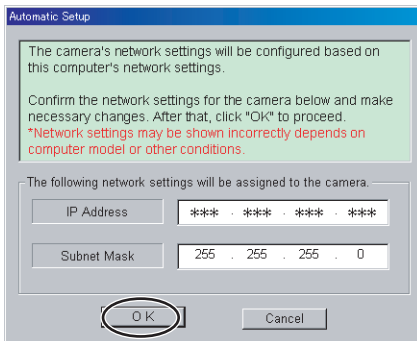 Automatic Setup
The camera's network settings will be configured based on
this computer's network settings.
Confirm the network settings for the camera below and make
necessary changes. After that, click "OK" to proceed.
*Network settings may be shown incorrectly depends on
computer model or other conditions.
The following network settings will be assigned to the camera.
IP Address *** . *** . *** . ***
Subnet Mask 255 . 255 . 255 . 0
OK Cancel